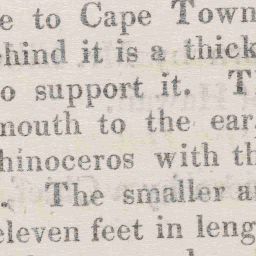 e to Cape Town
ehind it is a thick
o support it. T
mouth to the ear,
hinoceros with th
. The smaller a
eleven feet in leng